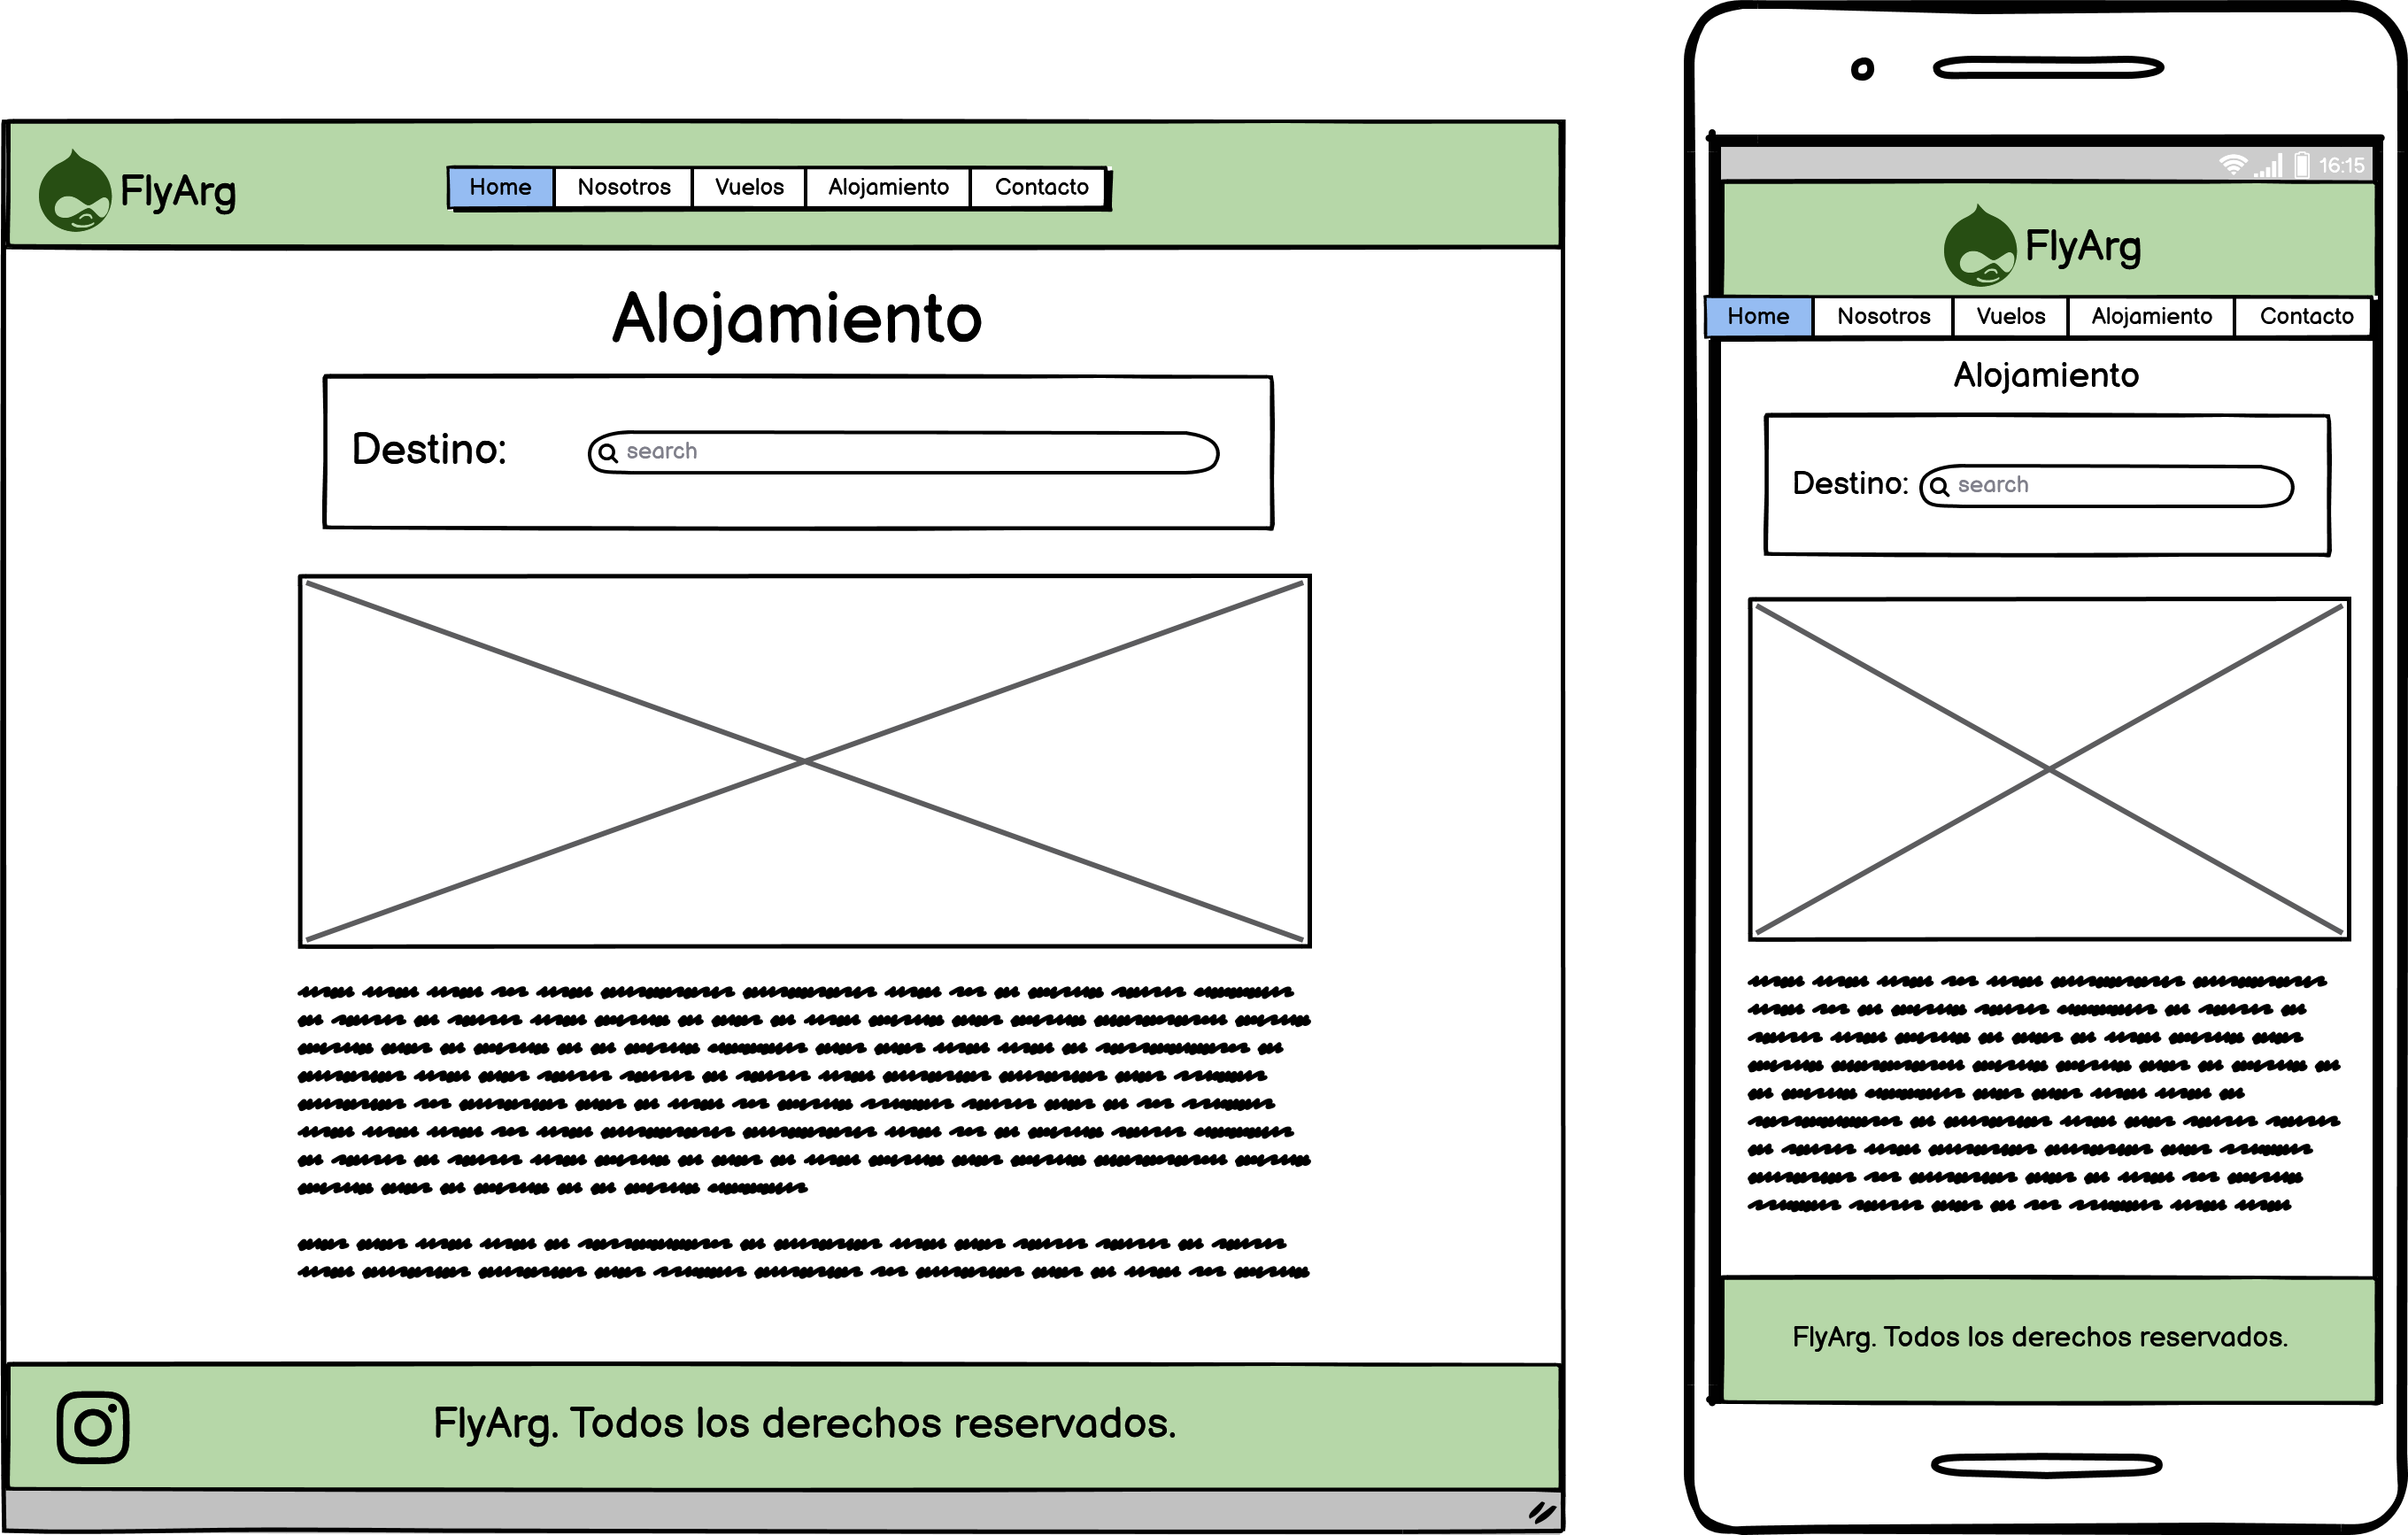 FlyArg
Home Nosotros Vuelos Alojamiento Contacto
Alojamiento
Destino: search
FlyArg. Todos los derechos reservados.
16:15
FlyArg
Home Nosotros Vuelos Alojamiento Contacto
Alojamiento
Destino: search
FlyArg. Todos los derechos reservados.